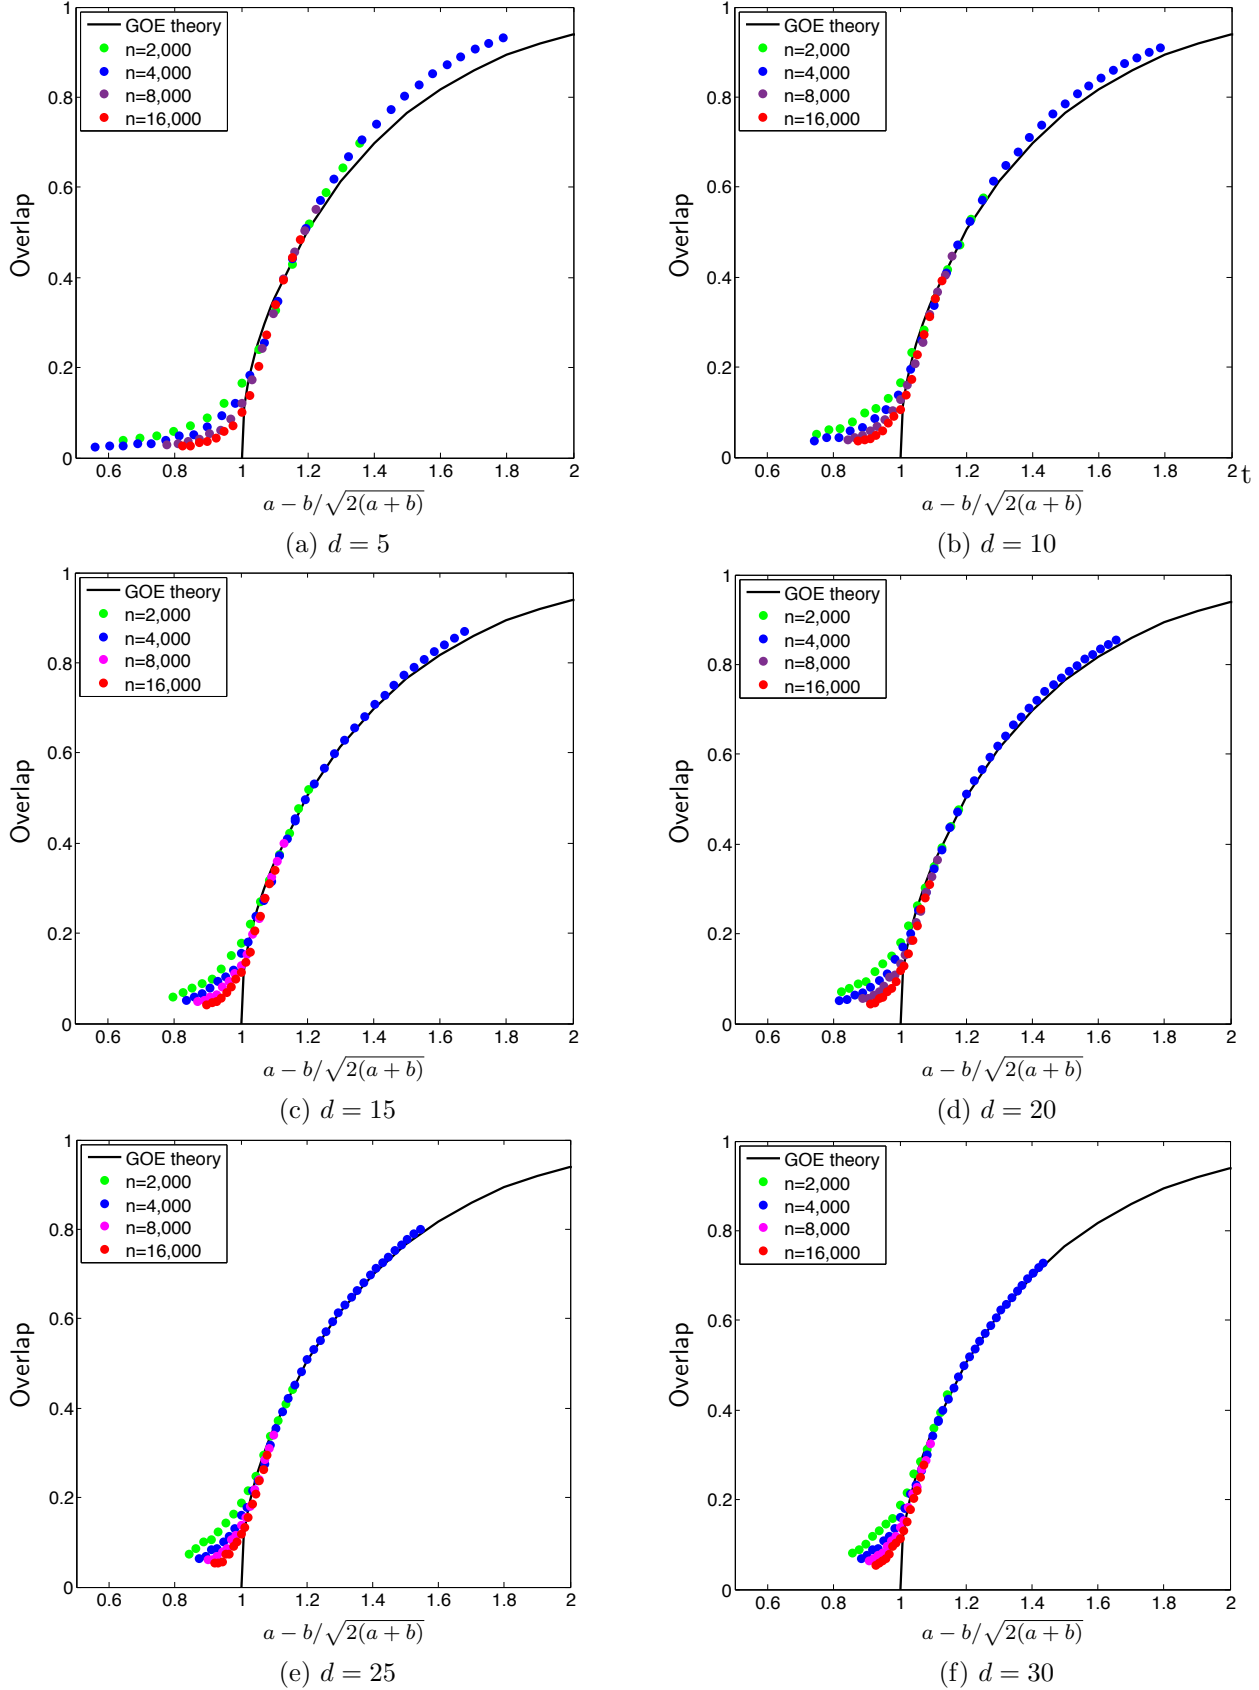 1
GOE theory
n=2,000
n=4,000
n=8,000
n=16,000
0.8
0.6
0.4
0.2
0
Overlap
0.6 0.8 1 1.2 1.4 1.6 1.8 2
a − b/√2(a + b)
(a) d = 5
1
GOE theory
n=2,000
n=4,000
n=8,000
n=16,000
0.8
0.6
0.4
0.2
0
Overlap
0.6 0.8 1 1.2 1.4 1.6 1.8 2 t
a − b/√2(a + b)
(b) d = 10
1
GOE theory
n=2,000
n=4,000
n=8,000
n=16,000
0.8
0.6
0.4
0.2
0
Overlap
0.6 0.8 1 1.2 1.4 1.6 1.8 2
a − b/√2(a + b)
(c) d = 15
1
GOE theory
n=2,000
n=4,000
n=8,000
n=16,000
0.8
0.6
0.4
0.2
0
Overlap
0.6 0.8 1 1.2 1.4 1.6 1.8 2
a − b/√2(a + b)
(d) d = 20
1
GOE theory
n=2,000
n=4,000
n=8,000
n=16,000
0.8
0.6
0.4
0.2
0
Overlap
0.6 0.8 1 1.2 1.4 1.6 1.8 2
a − b/√2(a + b)
(e) d = 25
1
GOE theory
n=2,000
n=4,000
n=8,000
n=16,000
0.8
0.6
0.4
0.2
0
Overlap
0.6 0.8 1 1.2 1.4 1.6 1.8 2
a − b/√2(a + b)
(f) d = 30